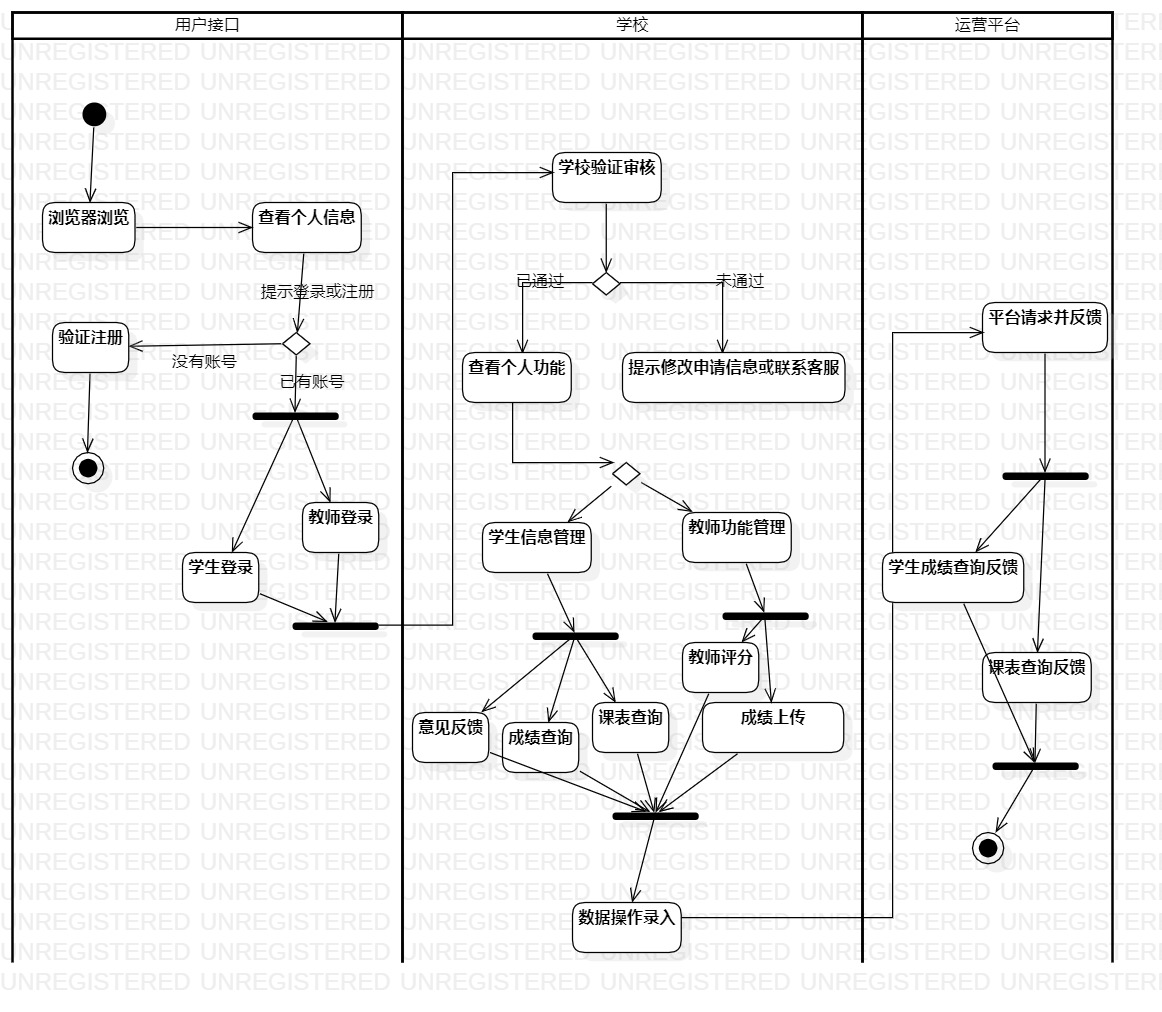 用户接口
学校
运营平台
浏览器浏览
查看个人信息
提示登录或注册
验证注册
没有账号
已有账号
教师登录
学生登录
学校验证审核
已通过
未通过
查看个人功能
提示修改申请信息或联系客服
学生信息管理
教师功能管理
教师评分
意见反馈
成绩查询
课表查询
成绩上传
数据操作录入
平台请求并反馈
学生成绩查询反馈
课表查询反馈
UNREGISTERED